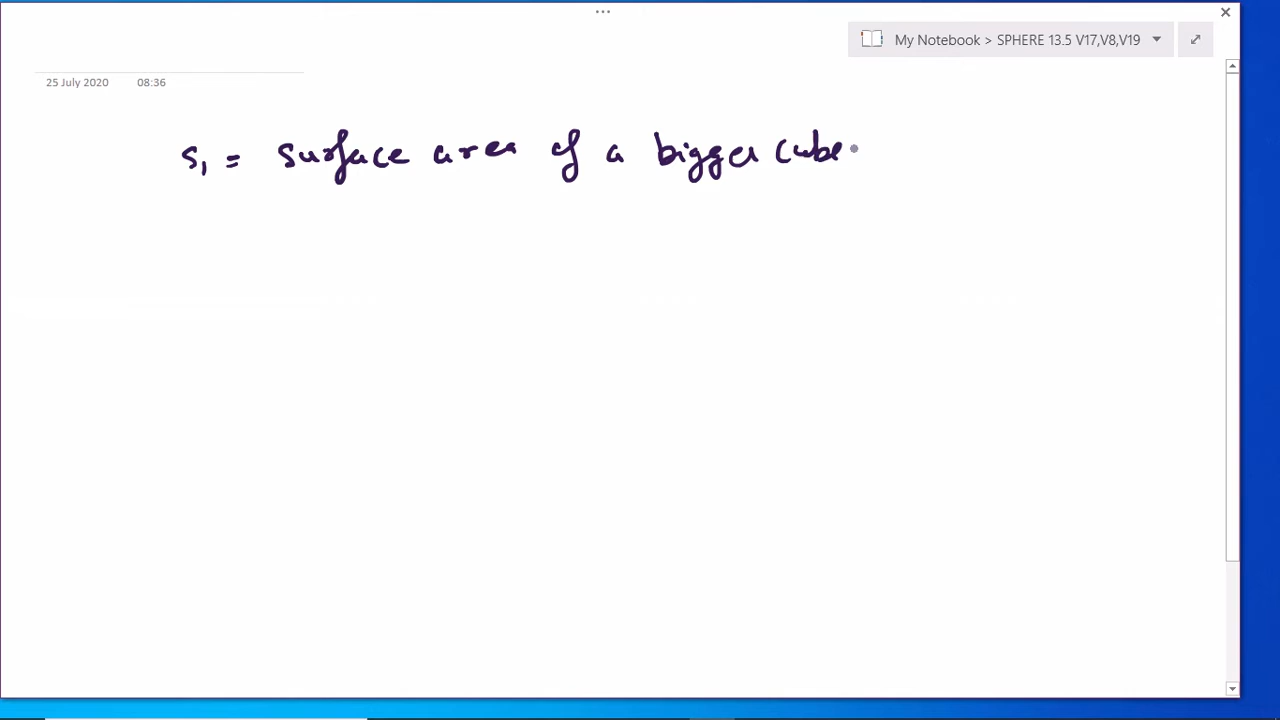 My Notebook > SPHERE 13.5 V17,V8,V19
25 July 2020 08:36
S₁ = surface area of a bigger cube